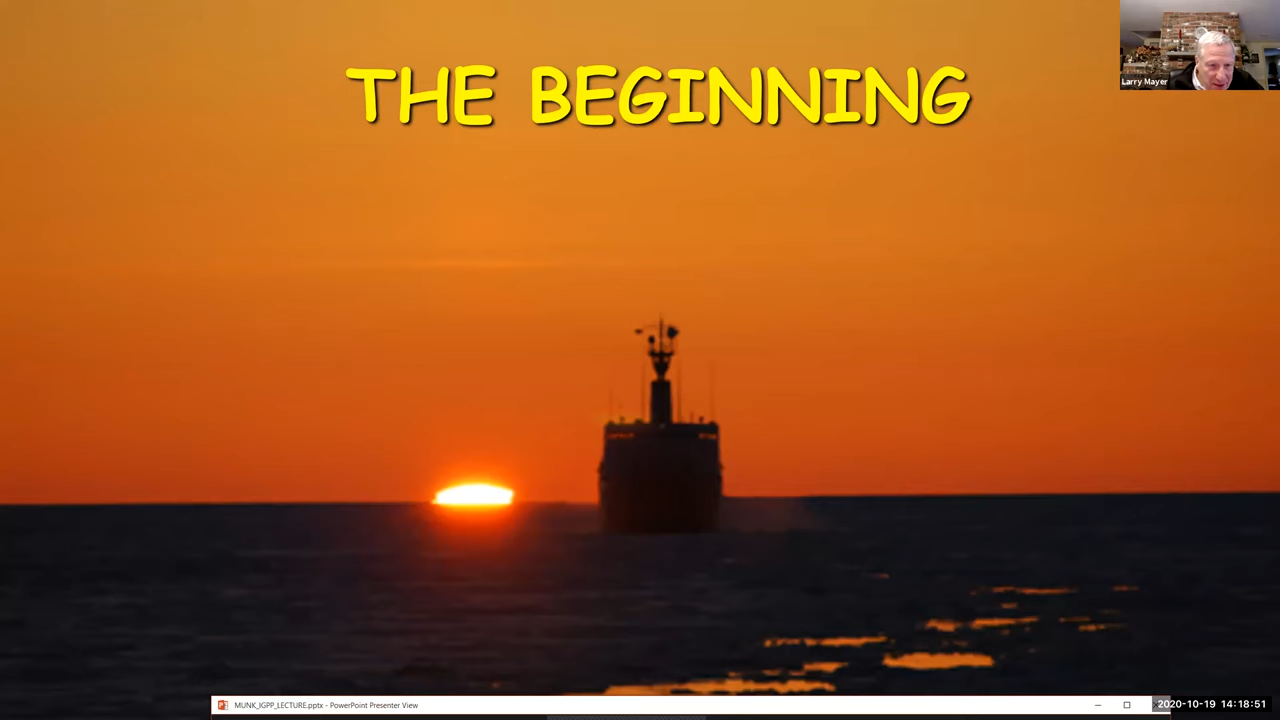 THE BEGINNING
Larry Mayer
MUNK_IGPP_LECTURE.pptx - PowerPoint Presenter View
2020-10-19 14:18:51